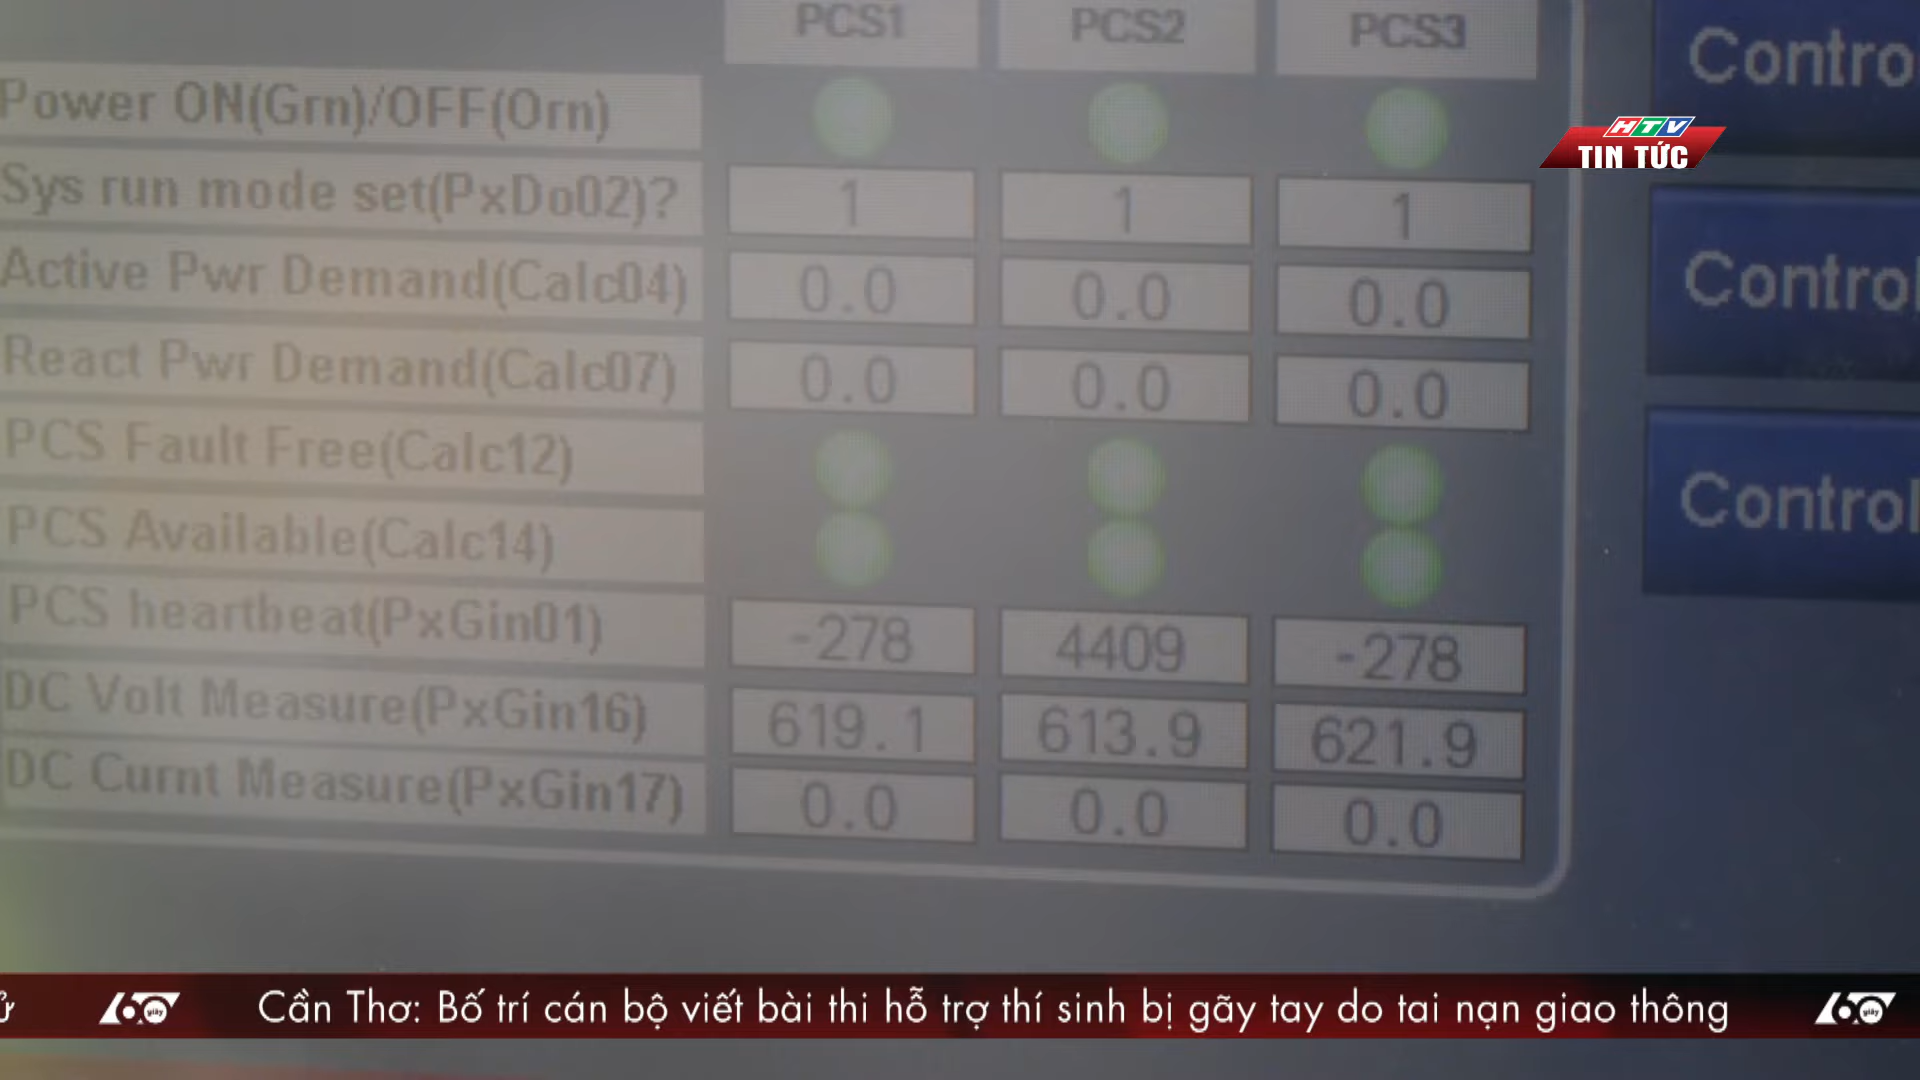 PCS1 PCS2 PCS3
Power ON(Grn)/OFF(Orn)
Sys run mode set(PxDo02)? 1 1 1
Active Pwr Demand(Calc04) 0.0 0.0 0.0
React Pwr Demand(Calc07) 0.0 0.0 0.0
PCS Fault Free(Calc12)
PCS Available(Calc14)
PCS heartbeat(PxGin01) -278 4409 -278
DC Volt Measure(PxGin16) 619.1 613.9 621.9
DC Curnt Measure(PxGin17) 0.0 0.0 0.0
Contro
Control
Control
HTV
TIN TỨC
60 giây Cần Thơ: Bố trí cán bộ viết bài thi hỗ trợ thí sinh bị gãy tay do tai nạn giao thông 60 giây